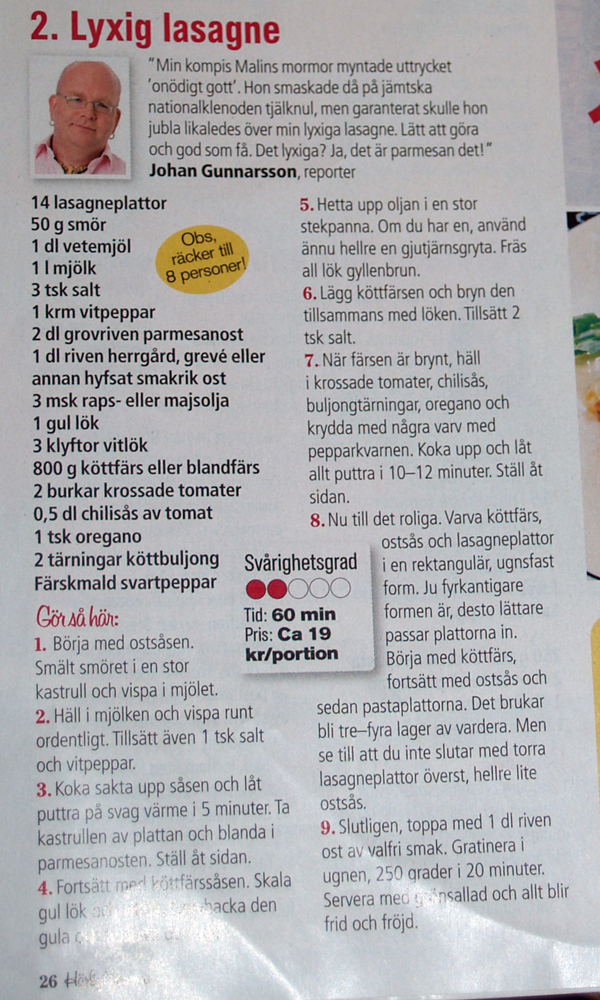 2. Lyxig lasagne
"Min kompis Malins mormor myntade uttrycket
'onödigt gott'. Hon smaskade då på jämtska
nationalklenoden tjälknul, men garanterat skulle hon
jubla likaledes över min lyxiga lasagne. Lätt att göra
och god som få. Det lyxiga? Ja, det är parmesan det!"
Johan Gunnarsson, reporter
14 lasagneplattor
50 g smör
1 dl vetemjöl
1 l mjölk
3 tsk salt
1 krm vitpeppar
2 dl grovriven parmesanost
1 dl riven herrgård, grevé eller
annan hyfsat smakrik ost
3 msk raps- eller majsolja
1 gul lök
3 klyftor vitlök
800 g köttfärs eller blandfärs
2 burkar krossade tomater
0,5 dl chilisås av tomat
1 tsk oregano
2 tärningar köttbuljong
Färskmald svartpeppar
Obs,
räcker till
8 personer!
Gör så här:
1. Börja med ostsåsen.
Smält smöret i en stor
kastrull och vispa i mjölet.
2. Häll i mjölken och vispa runt
ordentligt. Tillsätt även 1 tsk salt
och vitpeppar.
3. Koka sakta upp såsen och låt
puttra på svag värme i 5 minuter. Ta
kastrullen av plattan och blanda i
parmesanosten. Ställ åt sidan.
4. Fortsätt med köttfärssåsen. Skala
gul lök hacka den
gula
Svårighetsgrad
Tid: 60 min
Pris: Ca 19
kr/portion
5. Hetta upp oljan i en stor
stekpanna. Om du har en, använd
ännu hellre en gjutjärnsgryta. Fräs
all lök gyllenbrun.
6. Lägg köttfärsen och bryn den
tillsammans med löken. Tillsätt 2
tsk salt.
7. När färsen är brynt, häll
i krossade tomater, chilisås,
buljongtärningar, oregano och
krydda med några varv med
pepparkvarnen. Koka upp och låt
allt puttra i 10–12 minuter. Ställ åt
sidan.
8. Nu till det roliga. Varva köttfärs,
ostsås och lasagneplattor
i en rektangulär, ugnsfast
form. Ju fyrkantigare
formen är, desto lättare
passar plattorna in.
Börja med köttfärs,
fortsätt med ostsås och
sedan pastaplattorna. Det brukar
bli tre–fyra lager av vardera. Men
se till att du inte slutar med torra
lasagneplattor överst, hellre lite
ostsås.
9. Slutligen, toppa med 1 dl riven
ost av valfri smak. Gratinera i
ugnen, 250 grader i 20 minuter.
Servera med grönsallad och allt blir
frid och fröjd.
26